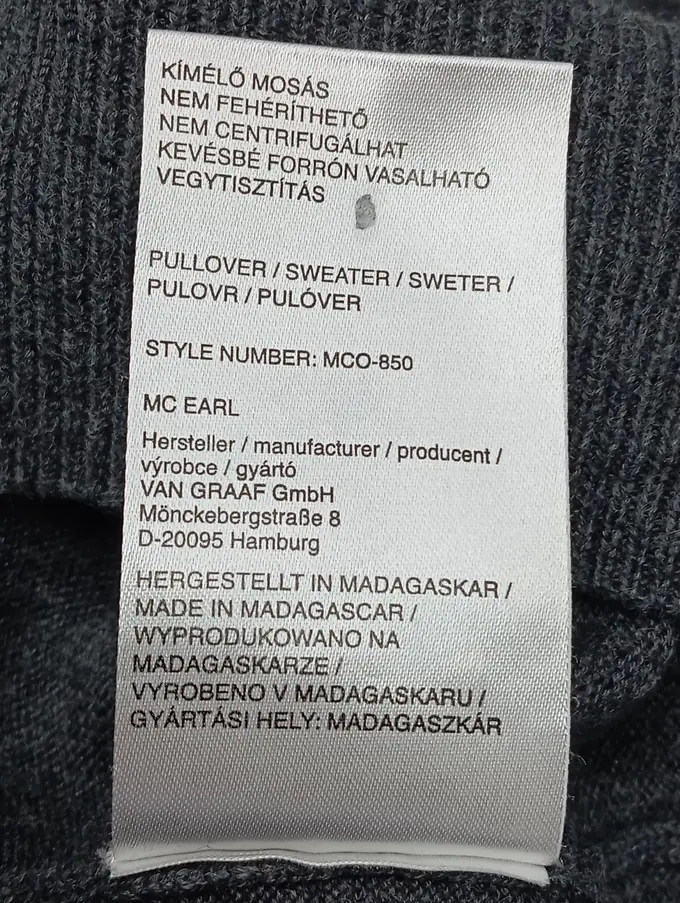 KÍMÉLŐ MOSÁS
NEM FEHÉRÍTHETŐ
NEM CENTRIFUGÁLHAT
KEVÉSBÉ FORRÓN VASALHATÓ
VEGYTISZTÍTÁS
PULLOVER / SWEATER / SWETER /
PULOVR / PULÓVER
STYLE NUMBER: MCO-850
MC EARL
Hersteller / manufacturer / producent /
výrobce / gyártó
VAN GRAAF GmbH
Mönckebergstraße 8
D-20095 Hamburg
HERGESTELLT IN MADAGASKAR /
MADE IN MADAGASCAR /
WYPRODUKOWANO NA
MADAGASKARZE /
VYROBENO V MADAGASKARU /
GYÁRTÁSI HELY: MADAGASZKÁR